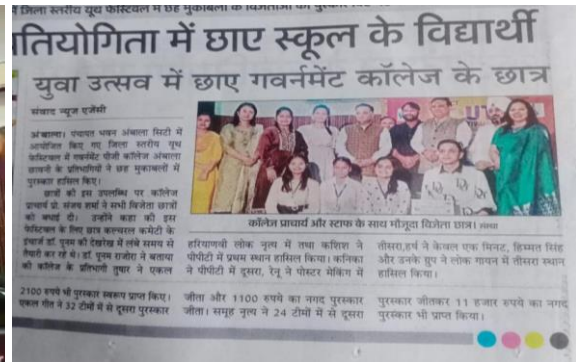 जिला स्तरीय यूथ फेस्टिवल में छह मुकाबलों के विजेताओं को पुरस्कार
तियोगिता में छाए स्कूल के विद्यार्थी
युवा उत्सव में छाए गवर्नमेंट कॉलेज के छात्र
संवाद न्यूज एजेंसी
अंबाला। पंचायत भवन अंबाला सिटी में
आयोजित किए गए जिला स्तरीय यूथ
फेस्टिवल में गवर्नमेंट पीजी कॉलेज अंबाला
छावनी के प्रतिभागियों ने छह मुकाबलों में
पुरस्कार हासिल किए।
छात्रों की इस उपलब्धि पर कॉलेज
प्राचार्य प्रो. संजय शर्मा ने सभी विजेता छात्रों
को बधाई दी। उन्होंने कहा की इस
फेस्टिवल के लिए छात्र कल्चरल कमेटी के
इंचार्ज डॉ. पूनम की देखरेख में लंबे समय से
तैयारी कर रहे थे। डॉ. पूनम राजोरा ने बताया
की कॉलेज के प्रतिभागी तुषार ने एकल
कॉलेज प्राचार्य और स्टाफ के साथ मौजूदा विजेता छात्र।
हरियाणवी लोक नृत्य में तथा कशिश ने
पीपीटी में प्रथम स्थान हासिल किया। कनिका
ने पीपीटी में दूसरा, रेनू ने पोस्टर मेकिंग में
तीसरा,हर्ष ने केवल एक मिनट, हिम्मत सिंह
और उनके ग्रुप ने लोक गायन में तीसरा स्थान
हासिल किया।
2100 रुपये भी पुरस्कार स्वरूप प्राप्त किए।
एकल गीत ने 32 टीमों में से दूसरा पुरस्कार
जीता और 1100 रुपये का नगद पुरस्कार
जीता। समूह नृत्य ने 24 टीमों में से दूसरा
पुरस्कार जीतकर 11 हजार रुपये का नगद
पुरस्कार भी प्राप्त किया।